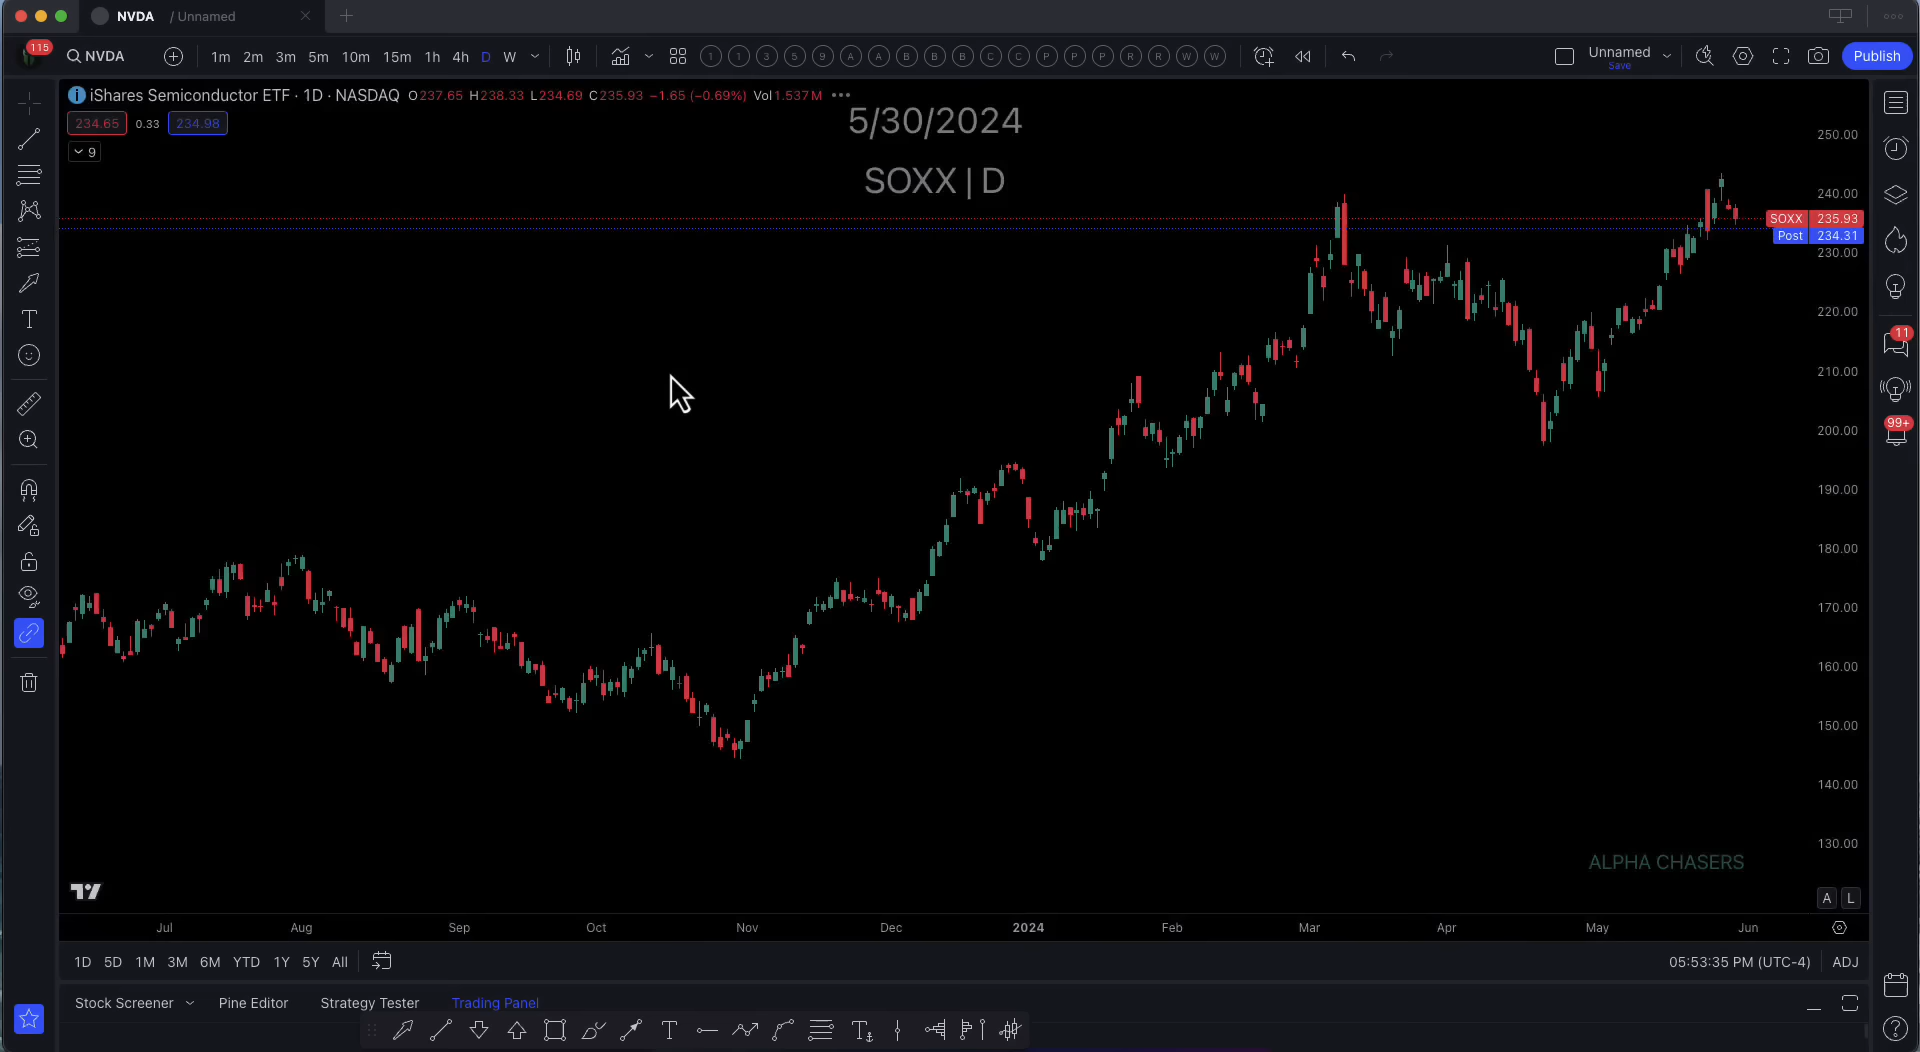 NVDA / Unnamed
115
NVDA 1m 2m 3m 5m 10m 15m 1h 4h D W 1 1 3 5 9 A A B B B C C P P P R R W W Unnamed Save Publish
iShares Semiconductor ETF · 1D · NASDAQ O237.65 H238.33 L234.69 C235.93 −1.65 (−0.69%) Vol1.537 M
234.65 0.33 234.98
9
5/30/2024
SOXX | D
250.00
240.00
SOXX 235.93
Post 234.31
230.00
220.00
210.00
200.00
190.00
180.00
170.00
160.00
150.00
140.00
130.00
11
99+
ALPHA CHASERS
A L
Jul Aug Sep Oct Nov Dec 2024 Feb Mar Apr May Jun
1D 5D 1M 3M 6M YTD 1Y 5Y All 05:53:35 PM (UTC-4) ADJ
Stock Screener Pine Editor Strategy Tester Trading Panel